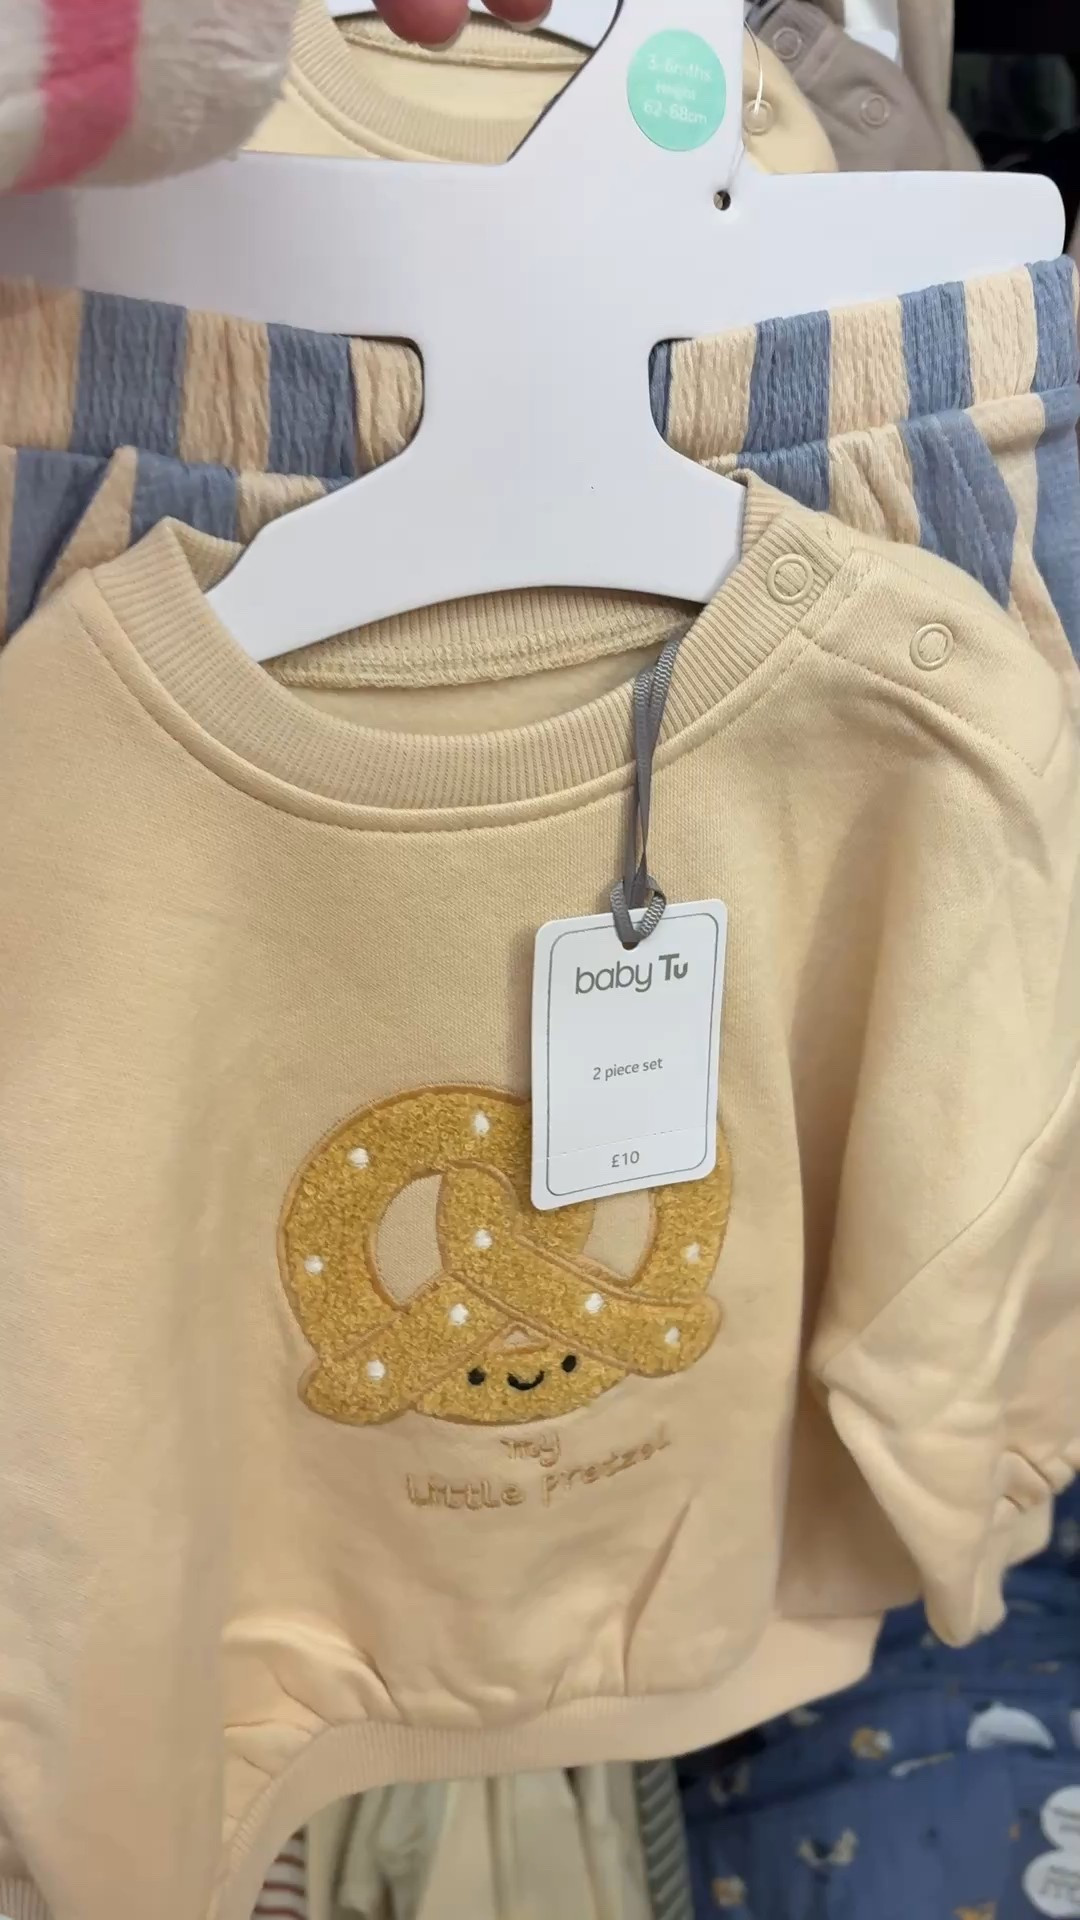 3-6mths
Height
62-68cm
baby Tu
2 piece set
£10
my
little pretzel